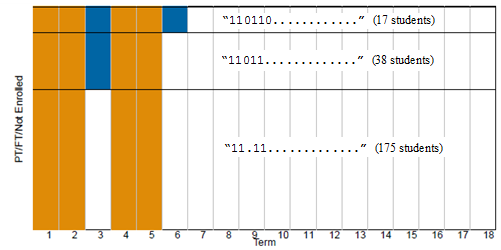 “110110............” (17 students)
“11011.............” (38 students)
“11.11.............” (175 students)
PT/FT/Not Enrolled
1 2 3 4 5 6 7 8 9 10 11 12 13 14 15 16 17 18
Term